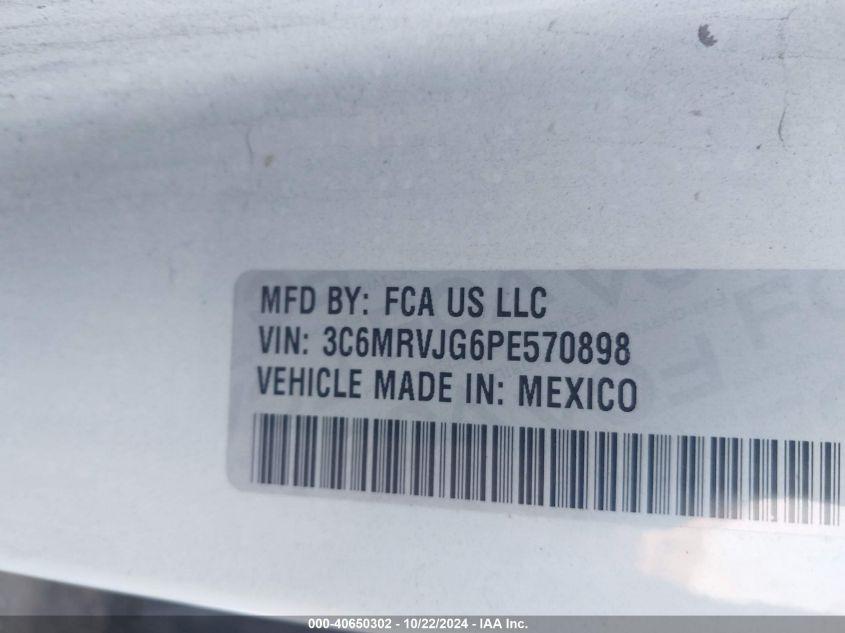 MFD BY: FCA US LLC
VIN: 3C6MRVJG6PE570898
VEHICLE MADE IN: MEXICO
000-40650302 - 10/22/2024 - IAA Inc.